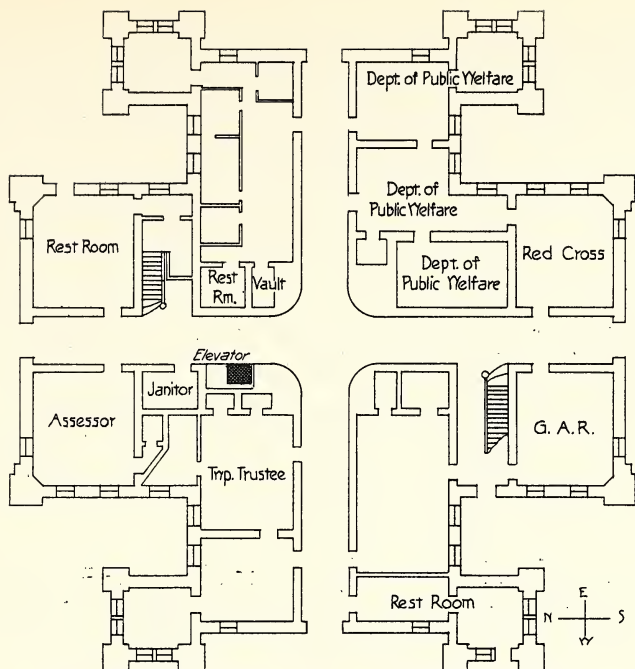 Dept. of Public Welfare
Dept. of
Public Welfare
Rest Room
Red Cross
Rest
Rm.
Vault
Dept. of
Public Welfare
Elevator
Janitor
Assessor
G. A. R.
Twp. Trustee
Rest Room
E
N
S
W